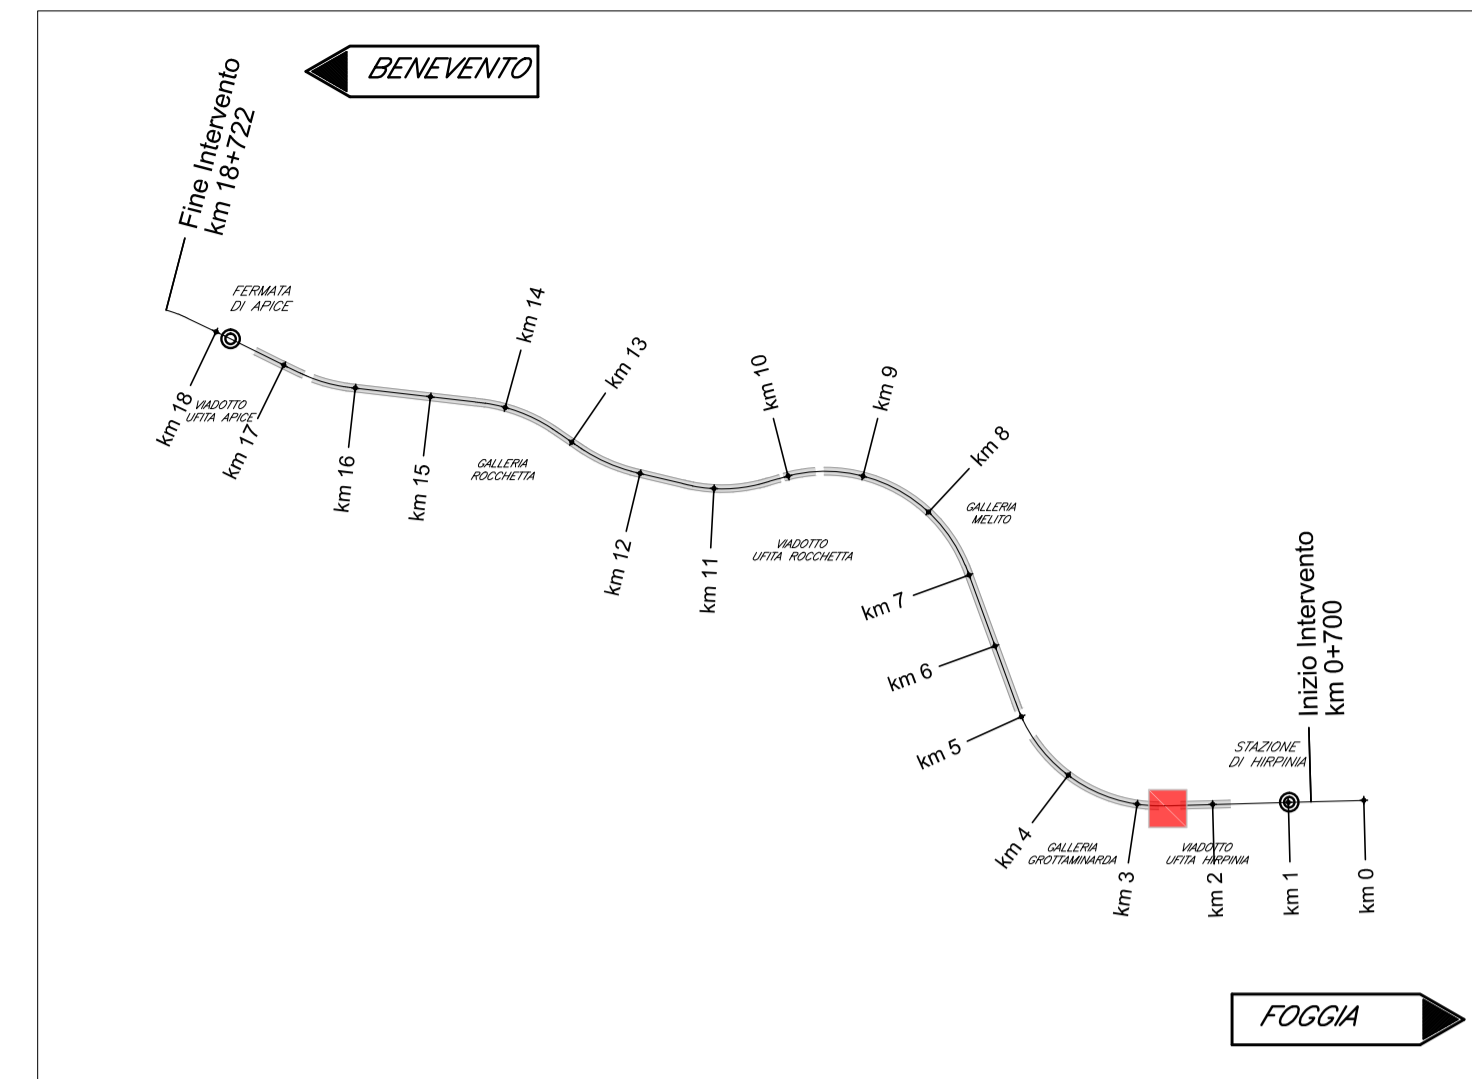 BENEVENTO
Fine Intervento
km 18+722
FERMATA
DI APICE
km 18
VIADOTTO
UFITA APICE
km 17
km 16
km 15
GALLERIA
ROCCHETTA
km 14
km 13
km 12
km 11
km 10
VIADOTTO
UFITA ROCCHETTA
km 9
km 8
GALLERIA
MELITO
km 7
km 6
km 5
km 4
GALLERIA
GROTTAMINARDA
km 3
VIADOTTO
UFITA HIRPINIA
km 2
STAZIONE
DI HIRPINIA
km 1
Inizio Intervento
km 0+700
km 0
FOGGIA